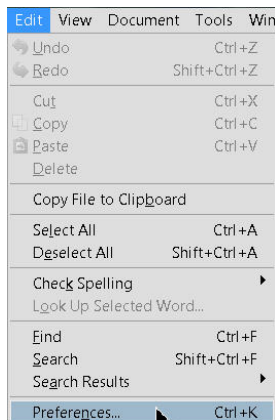 Edit View Document Tools Win
Undo Ctrl+Z
Redo Shift+Ctrl+Z
Cut Ctrl+X
Copy Ctrl+C
Paste Ctrl+V
Delete
Copy File to Clipboard
Select All Ctrl+A
Deselect All Shift+Ctrl+A
Check Spelling
Look Up Selected Word...
Find Ctrl+F
Search Shift+Ctrl+F
Search Results
Preferences... Ctrl+K